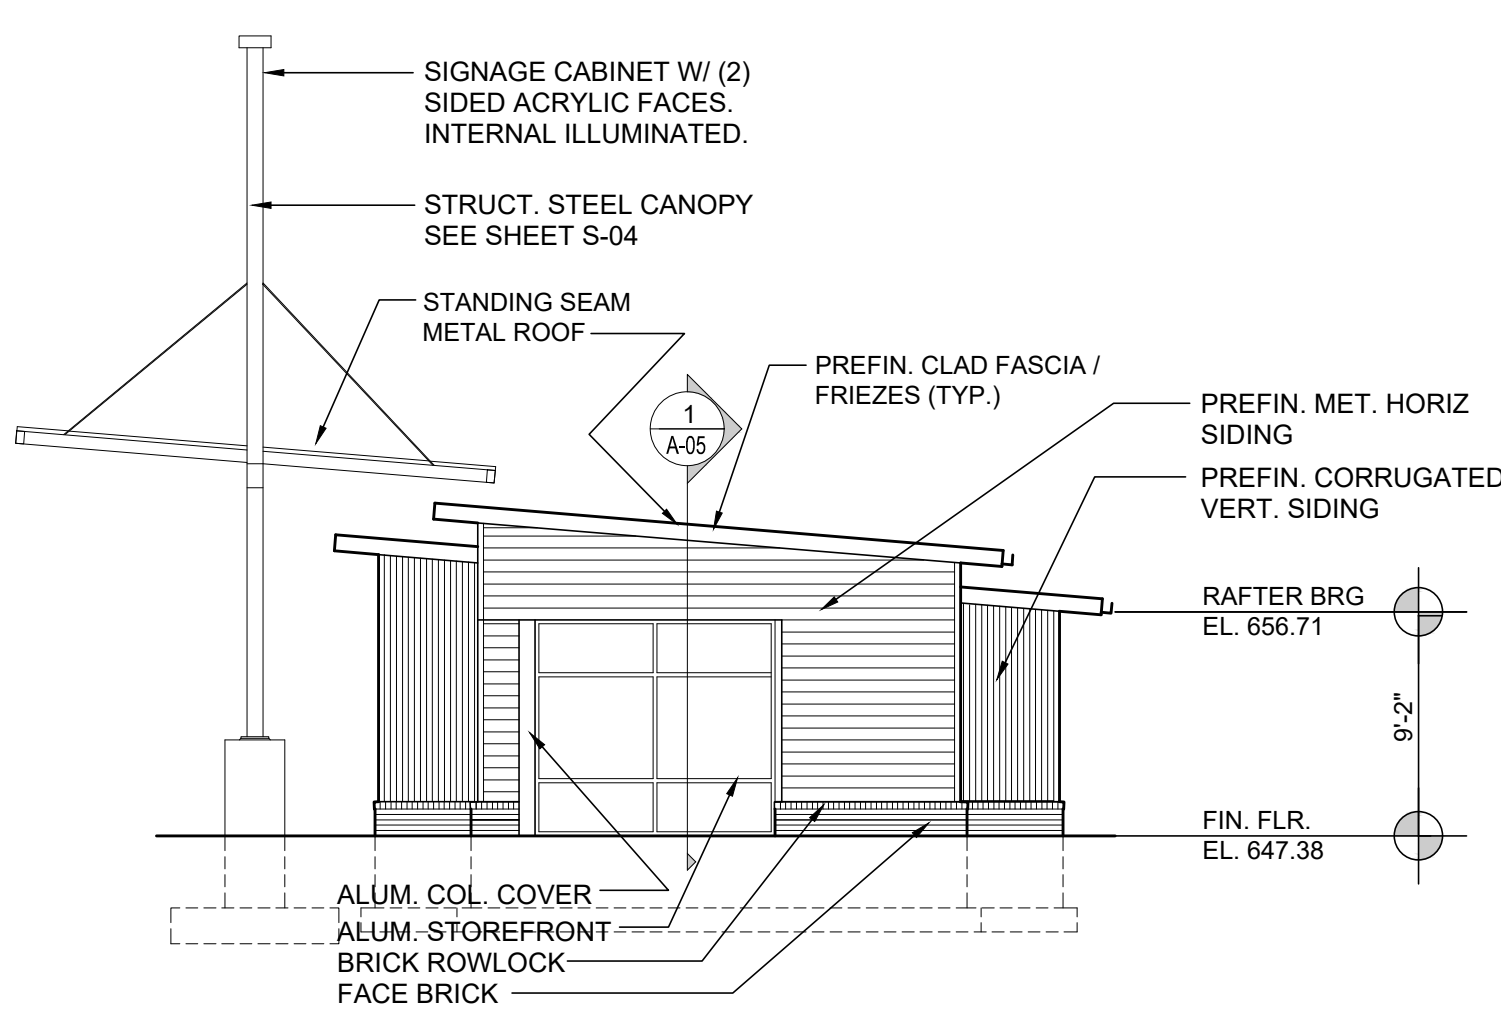 SIGNAGE CABINET W/ (2)
SIDED ACRYLIC FACES.
INTERNAL ILLUMINATED.
STRUCT. STEEL CANOPY
SEE SHEET S-04
STANDING SEAM
METAL ROOF
PREFIN. CLAD FASCIA /
FRIEZES (TYP.)
1
A-05
PREFIN. MET. HORIZ
SIDING
PREFIN. CORRUGATED
VERT. SIDING
RAFTER BRG
EL. 656.71
9'-2"
FIN. FLR.
EL. 647.38
ALUM. COL. COVER
ALUM. STOREFRONT
BRICK ROWLOCK
FACE BRICK